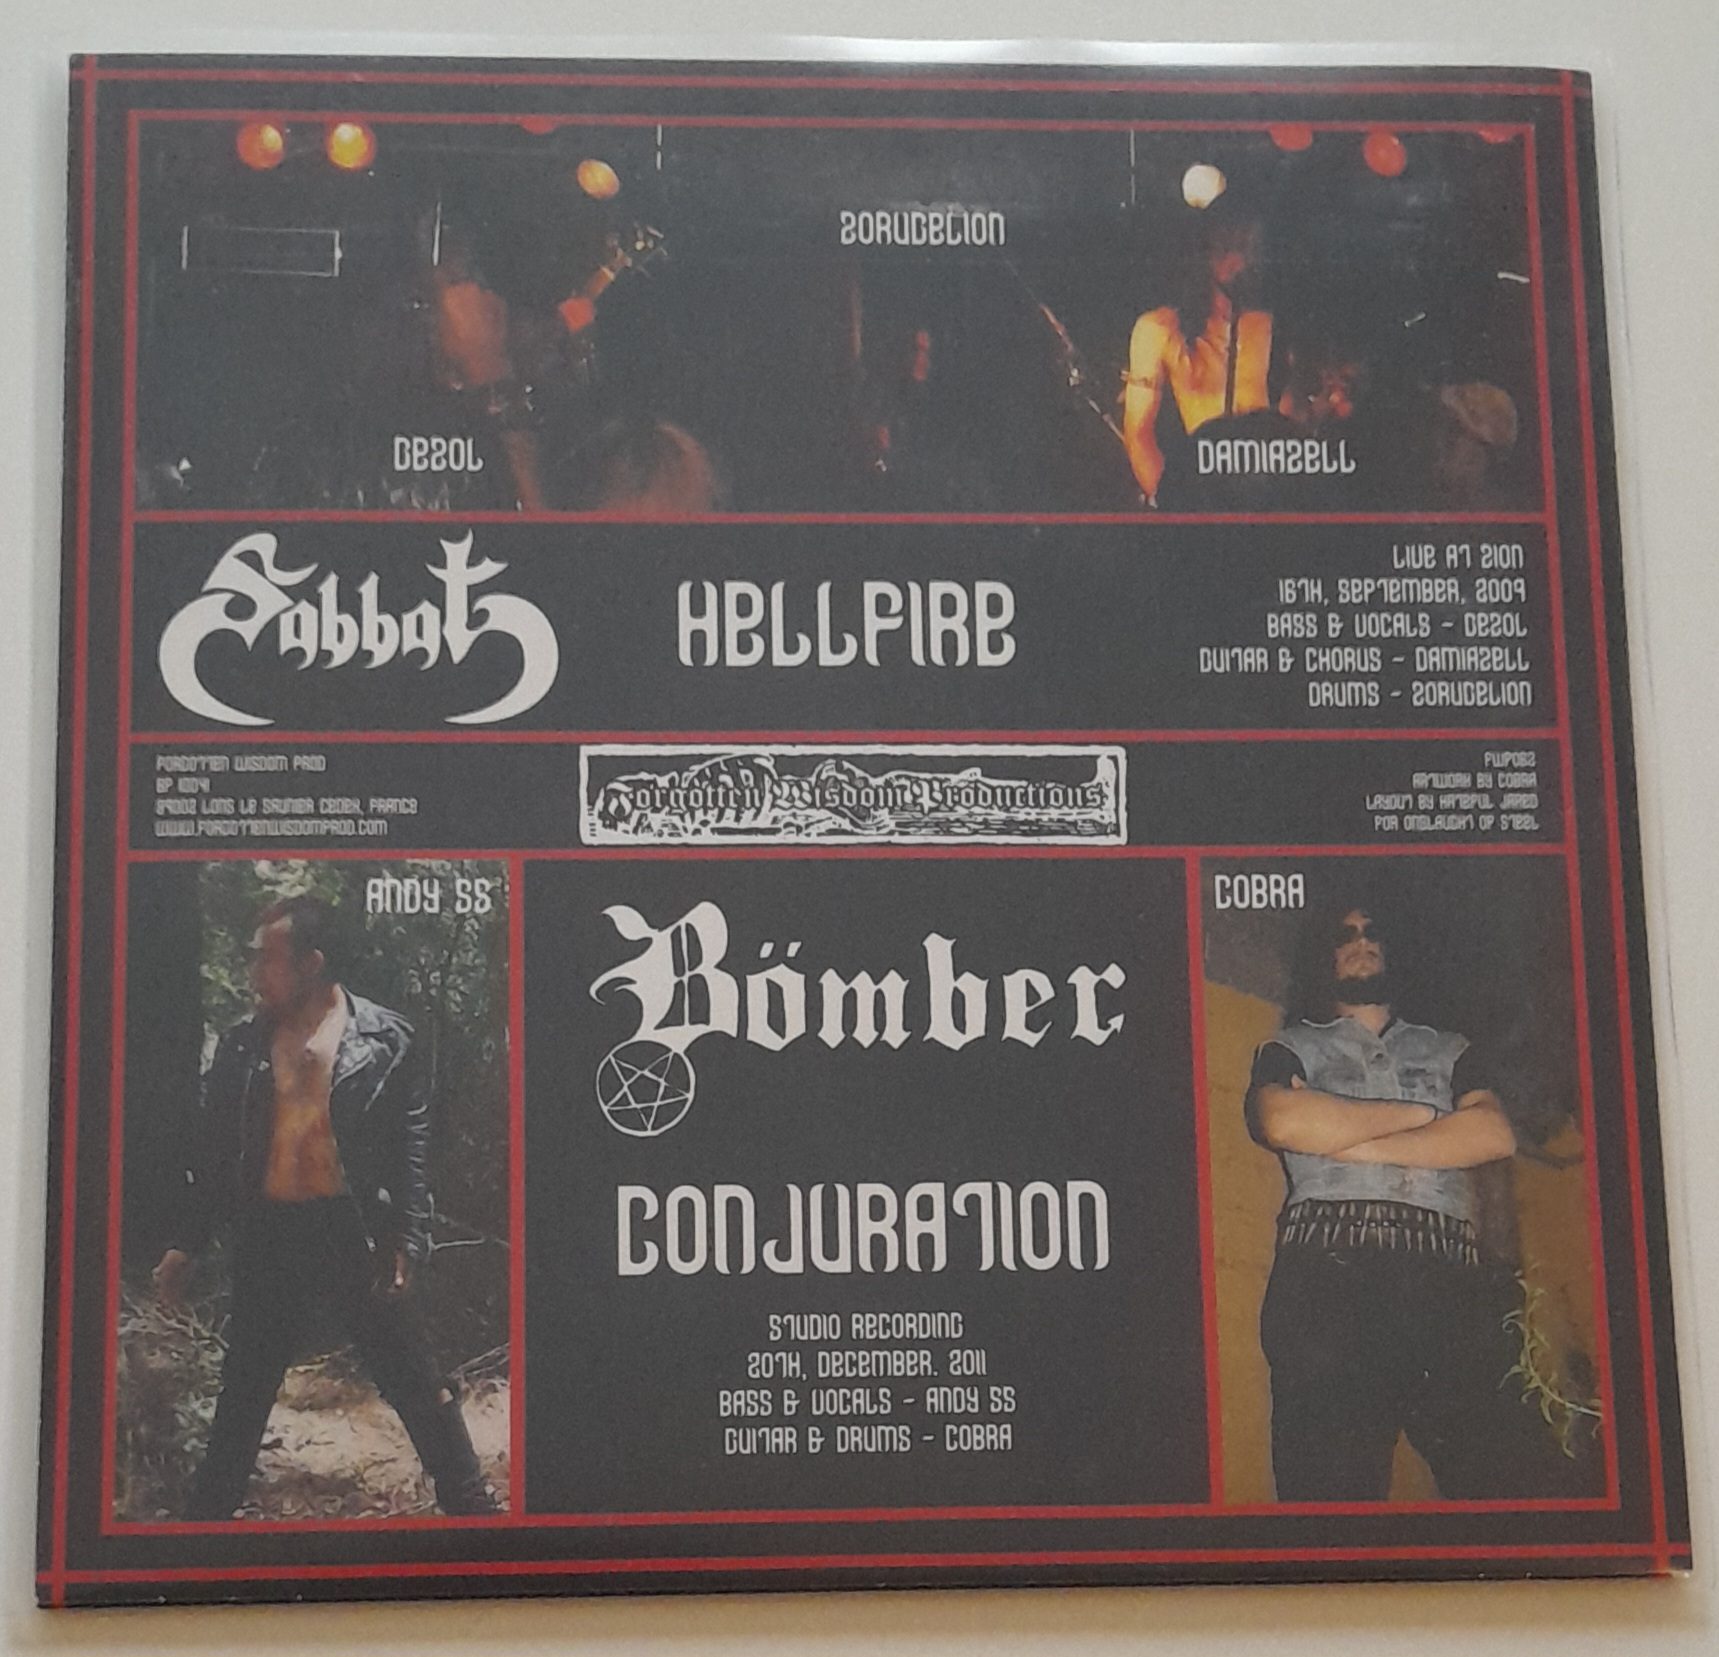 ZORUGELION
GEZOL
DAMIAZELL
Sabbat
HELLFIRE
LIVE AT ZION
16TH, SEPTEMBER, 2009
BASS & VOCALS - GEZOL
GUITAR & CHORUS - DAMIAZELL
DRUMS - ZORUGELION
FORGOTTEN WISDOM PROD
BP 10041
39002 LONS LE SAUNIER CEDEX, FRANCE
WWW.FORGOTTENWISDOMPROD.COM
Forgotten Wisdom Productions
FWP082
ARTWORK BY COBRA
LAYOUT BY HATEFUL JARED
FOR ONSLAUGHT OF STEEL
ANDY SS
COBRA
Bömber
CONJURATION
STUDIO RECORDING
20TH, DECEMBER. 2011
BASS & VOCALS - ANDY SS
GUITAR & DRUMS - COBRA